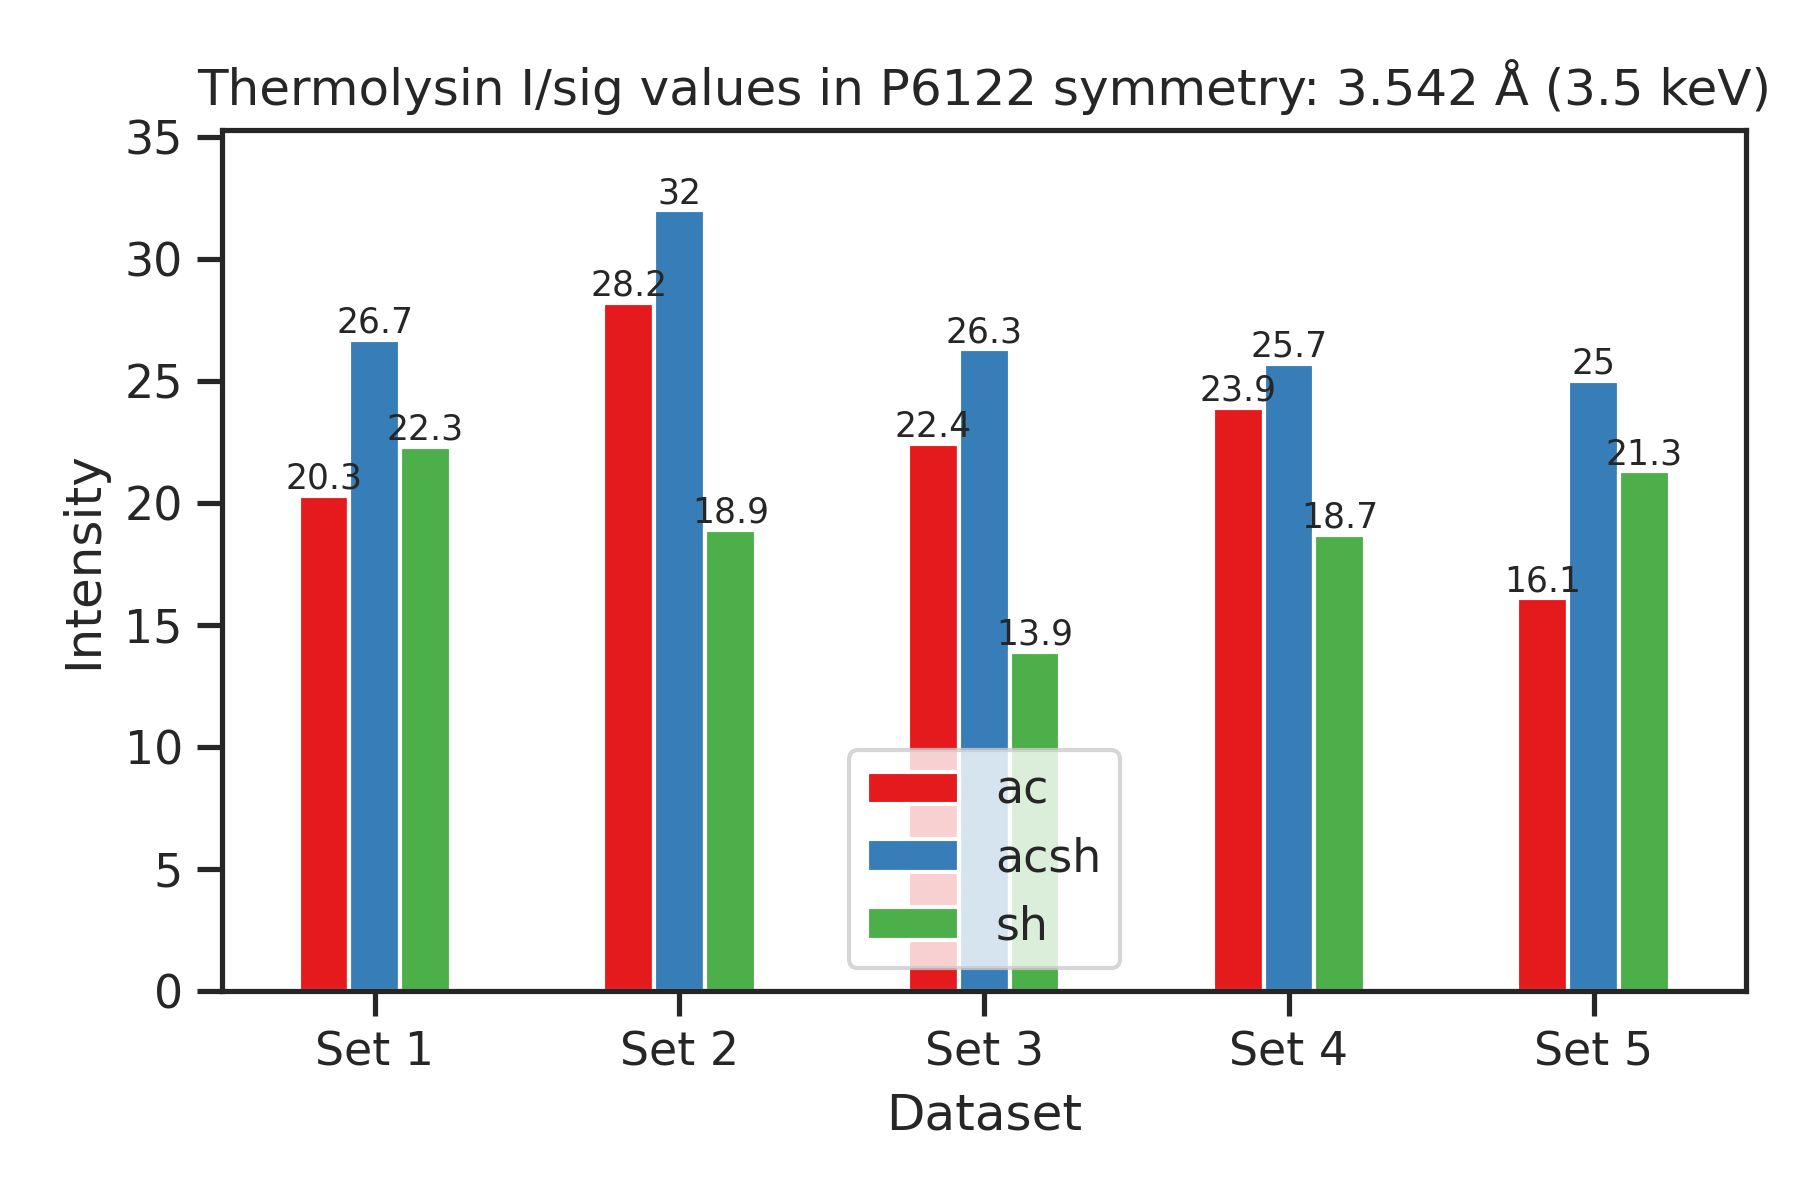 Thermolysin I/sig values in P6122 symmetry: 3.542 Å (3.5 keV)
35
30
25
20
15
10
5
0
Intensity
20.3
26.7
22.3
28.2
32
18.9
22.4
26.3
13.9
23.9
25.7
18.7
16.1
25
21.3
ac
acsh
sh
Set 1
Set 2
Set 3
Set 4
Set 5
Dataset